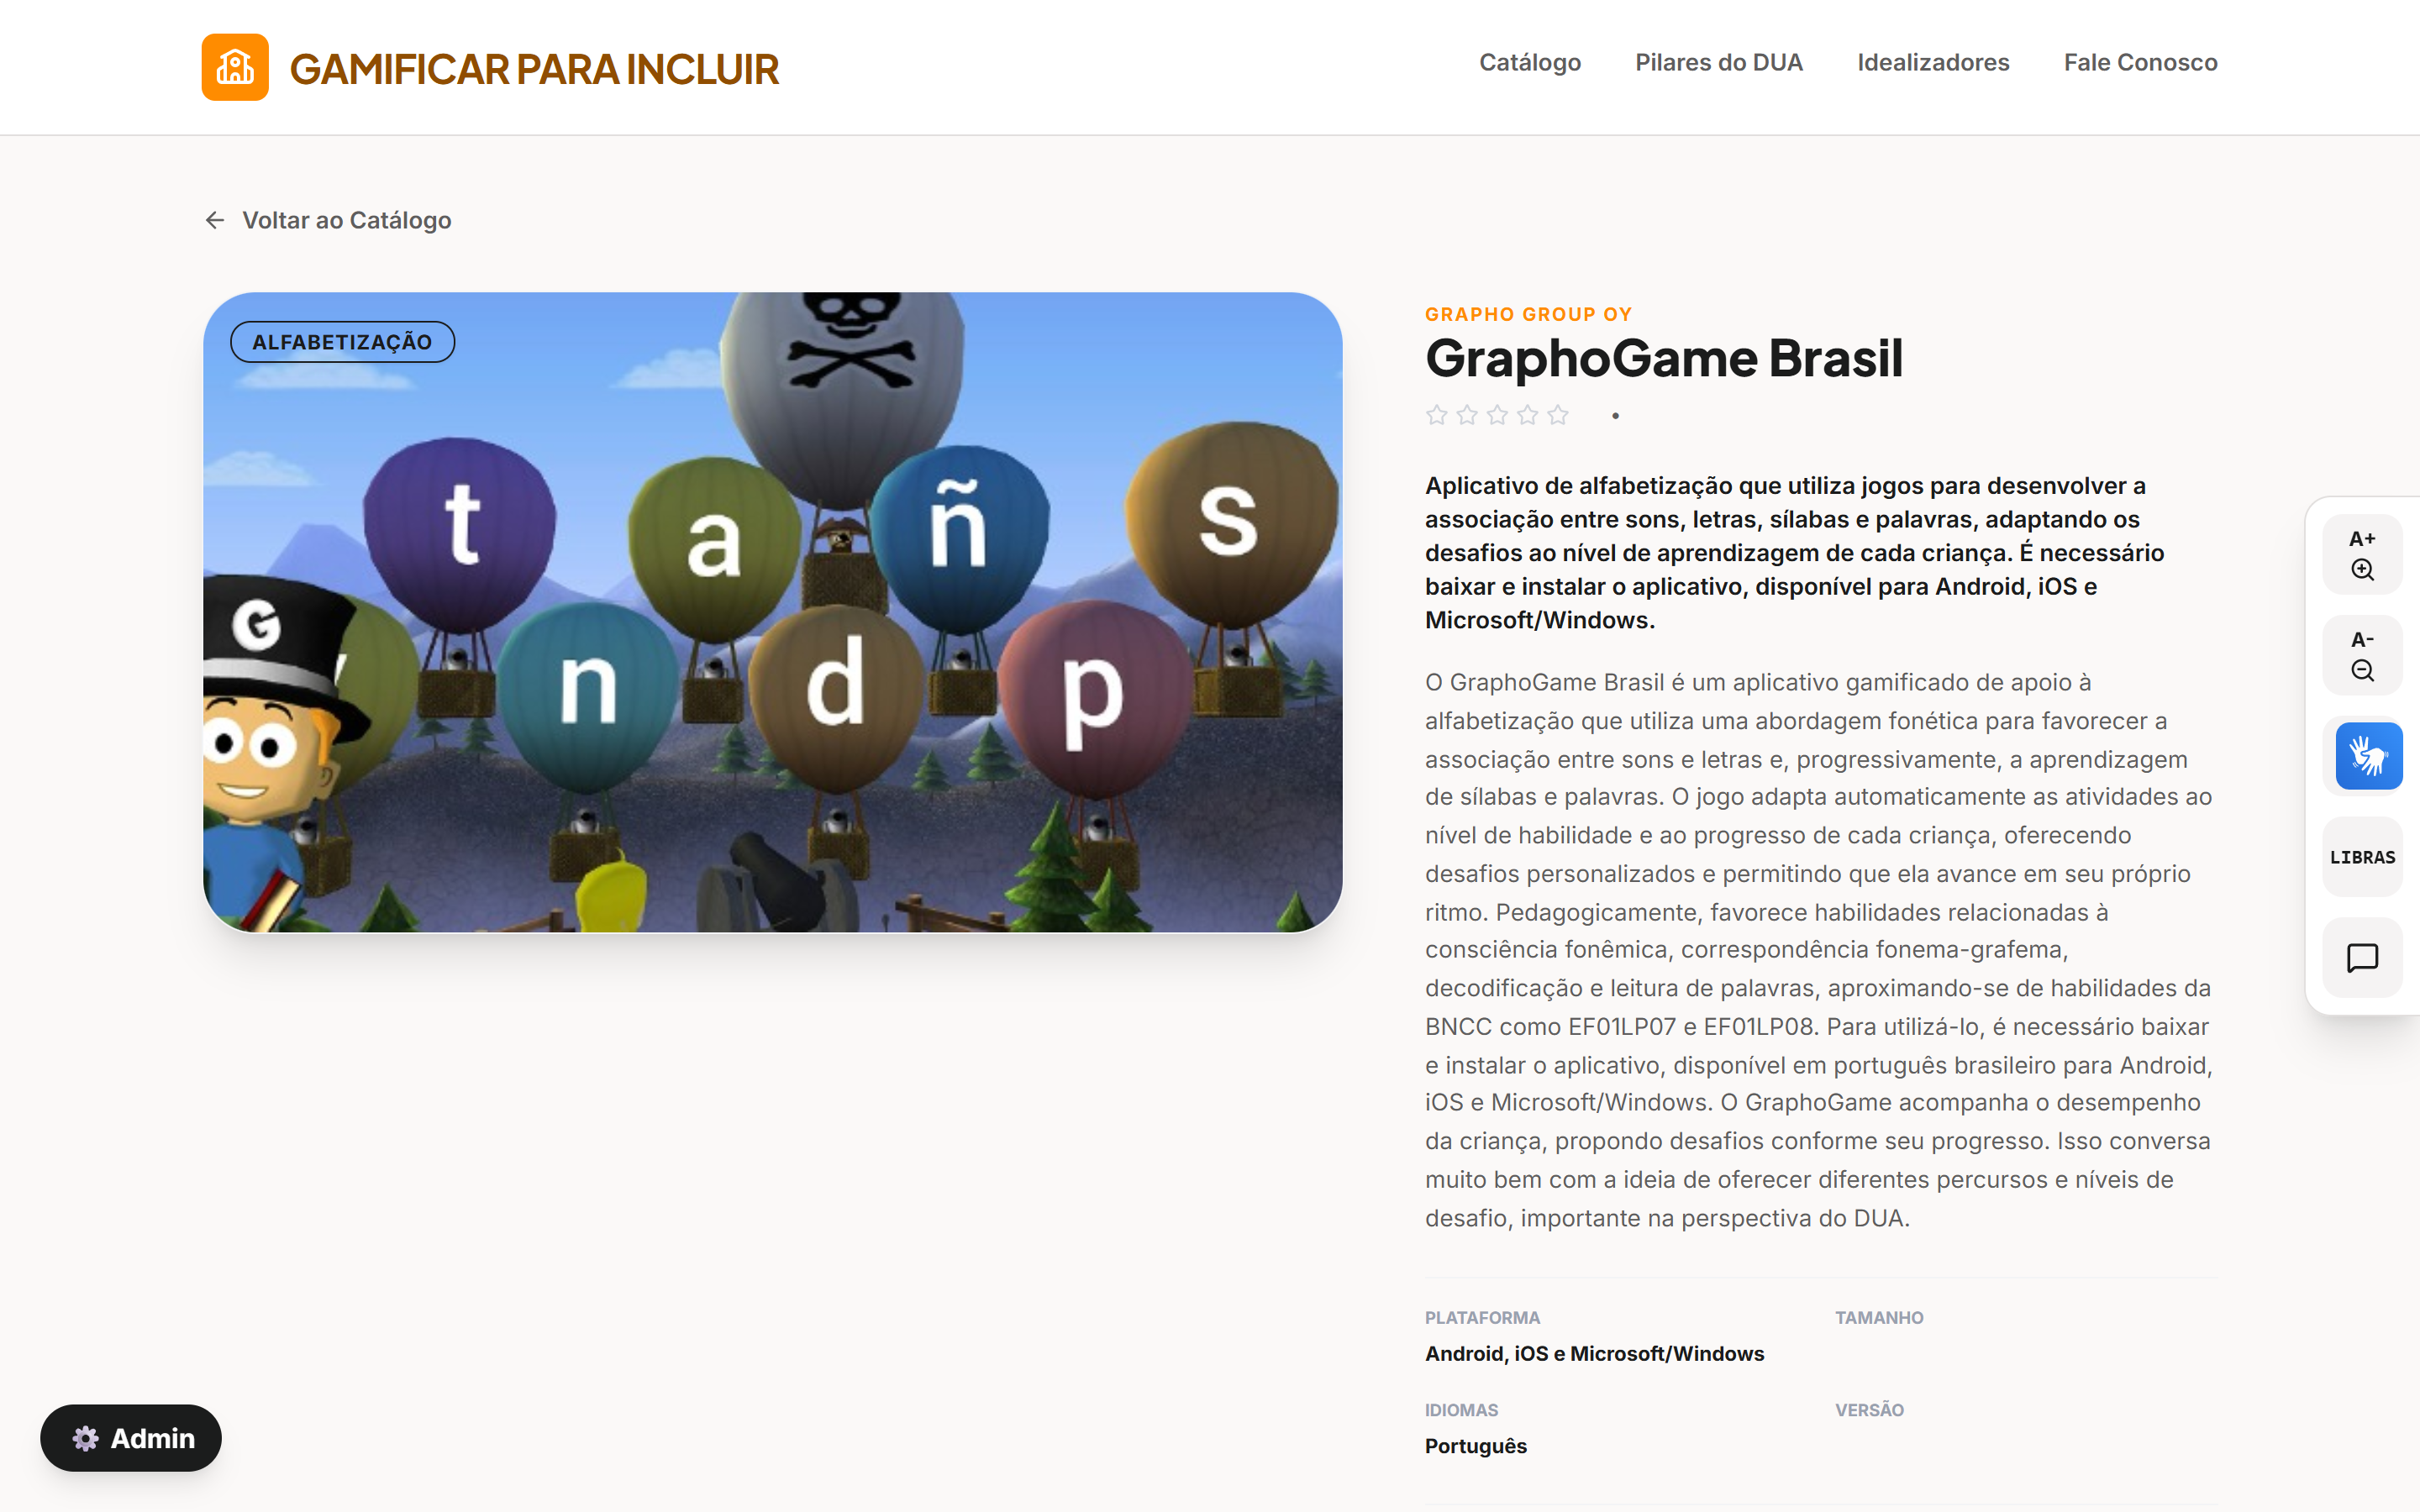 GAMIFICAR PARA INCLUIR
Catálogo
Pilares do DUA
Idealizadores
Fale Conosco
Voltar ao Catálogo
ALFABETIZAÇÃO
t
a
ñ
s
G
n
d
p
GRAPHO GROUP OY
GraphoGame Brasil
Aplicativo de alfabetização que utiliza jogos para desenvolver a
associação entre sons, letras, sílabas e palavras, adaptando os
desafios ao nível de aprendizagem de cada criança. É necessário
baixar e instalar o aplicativo, disponível para Android, iOS e
Microsoft/Windows.
O GraphoGame Brasil é um aplicativo gamificado de apoio à
alfabetização que utiliza uma abordagem fonética para favorecer a
associação entre sons e letras e, progressivamente, a aprendizagem
de sílabas e palavras. O jogo adapta automaticamente as atividades ao
nível de habilidade e ao progresso de cada criança, oferecendo
desafios personalizados e permitindo que ela avance em seu próprio
ritmo. Pedagogicamente, favorece habilidades relacionadas à
consciência fonêmica, correspondência fonema-grafema,
decodificação e leitura de palavras, aproximando-se de habilidades da
BNCC como EF01LP07 e EF01LP08. Para utilizá-lo, é necessário baixar
e instalar o aplicativo, disponível em português brasileiro para Android,
iOS e Microsoft/Windows. O GraphoGame acompanha o desempenho
da criança, propondo desafios conforme seu progresso. Isso conversa
muito bem com a ideia de oferecer diferentes percursos e níveis de
desafio, importante na perspectiva do DUA.
PLATAFORMA
Android, iOS e Microsoft/Windows
TAMANHO
IDIOMAS
Português
VERSÃO
A+
A-
LIBRAS
Admin